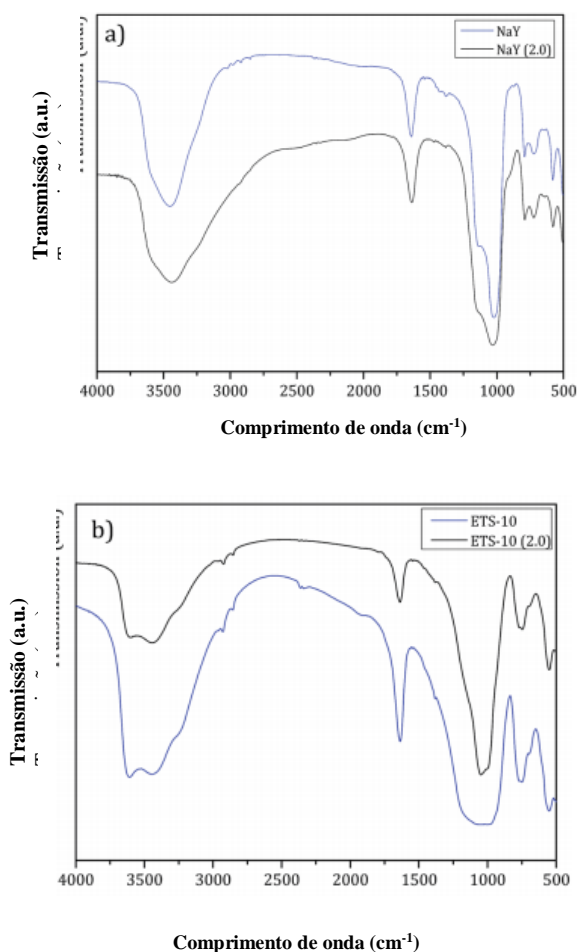 a)
NaY
NaY (2.0)
Transmissão (a.u.)
4000 3500 3000 2500 2000 1500 1000 500
Comprimento de onda (cm-1)
b)
ETS-10
ETS-10 (2.0)
Transmissão (a.u.)
4000 3500 3000 2500 2000 1500 1000 500
Comprimento de onda (cm-1)